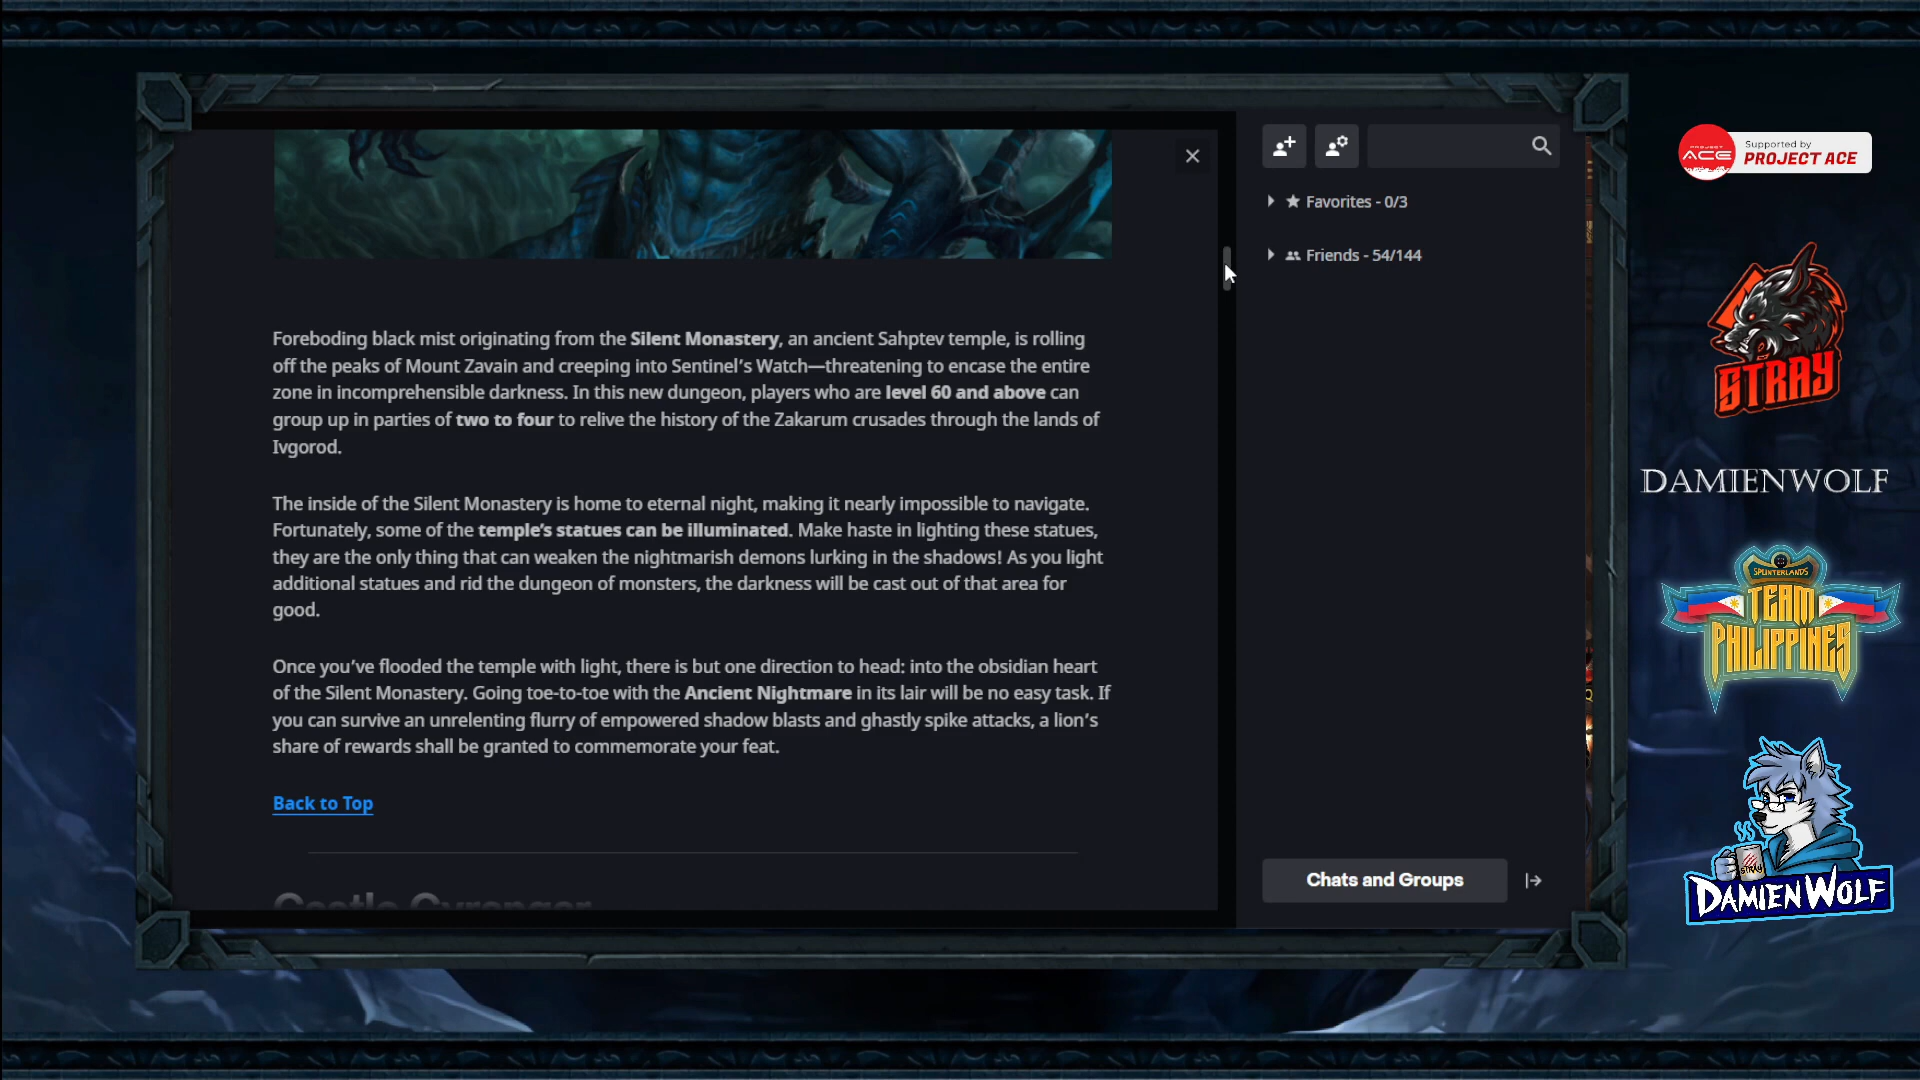 Foreboding black mist originating from the Silent Monastery, an ancient Sahptev temple, is rolling
off the peaks of Mount Zavain and creeping into Sentinel’s Watch—threatening to encase the entire
zone in incomprehensible darkness. In this new dungeon, players who are level 60 and above can
group up in parties of two to four to relive the history of the Zakarum crusades through the lands of
Ivgorod.
The inside of the Silent Monastery is home to eternal night, making it nearly impossible to navigate.
Fortunately, some of the temple’s statues can be illuminated. Make haste in lighting these statues,
they are the only thing that can weaken the nightmarish demons lurking in the shadows! As you light
additional statues and rid the dungeon of monsters, the darkness will be cast out of that area for
good.
Once you’ve flooded the temple with light, there is but one direction to head: into the obsidian heart
of the Silent Monastery. Going toe-to-toe with the Ancient Nightmare in its lair will be no easy task. If
you can survive an unrelenting flurry of empowered shadow blasts and ghastly spike attacks, a lion’s
share of rewards shall be granted to commemorate your feat.
Back to Top
Favorites - 0/3
Friends - 54/144
Chats and Groups
PROJECT
ACE
Supported by
PROJECT ACE
STRAY
DAMIENWOLF
SPLINTERLANDS
TEAM
PHILIPPINES
STRAY
DAMIENWOLF